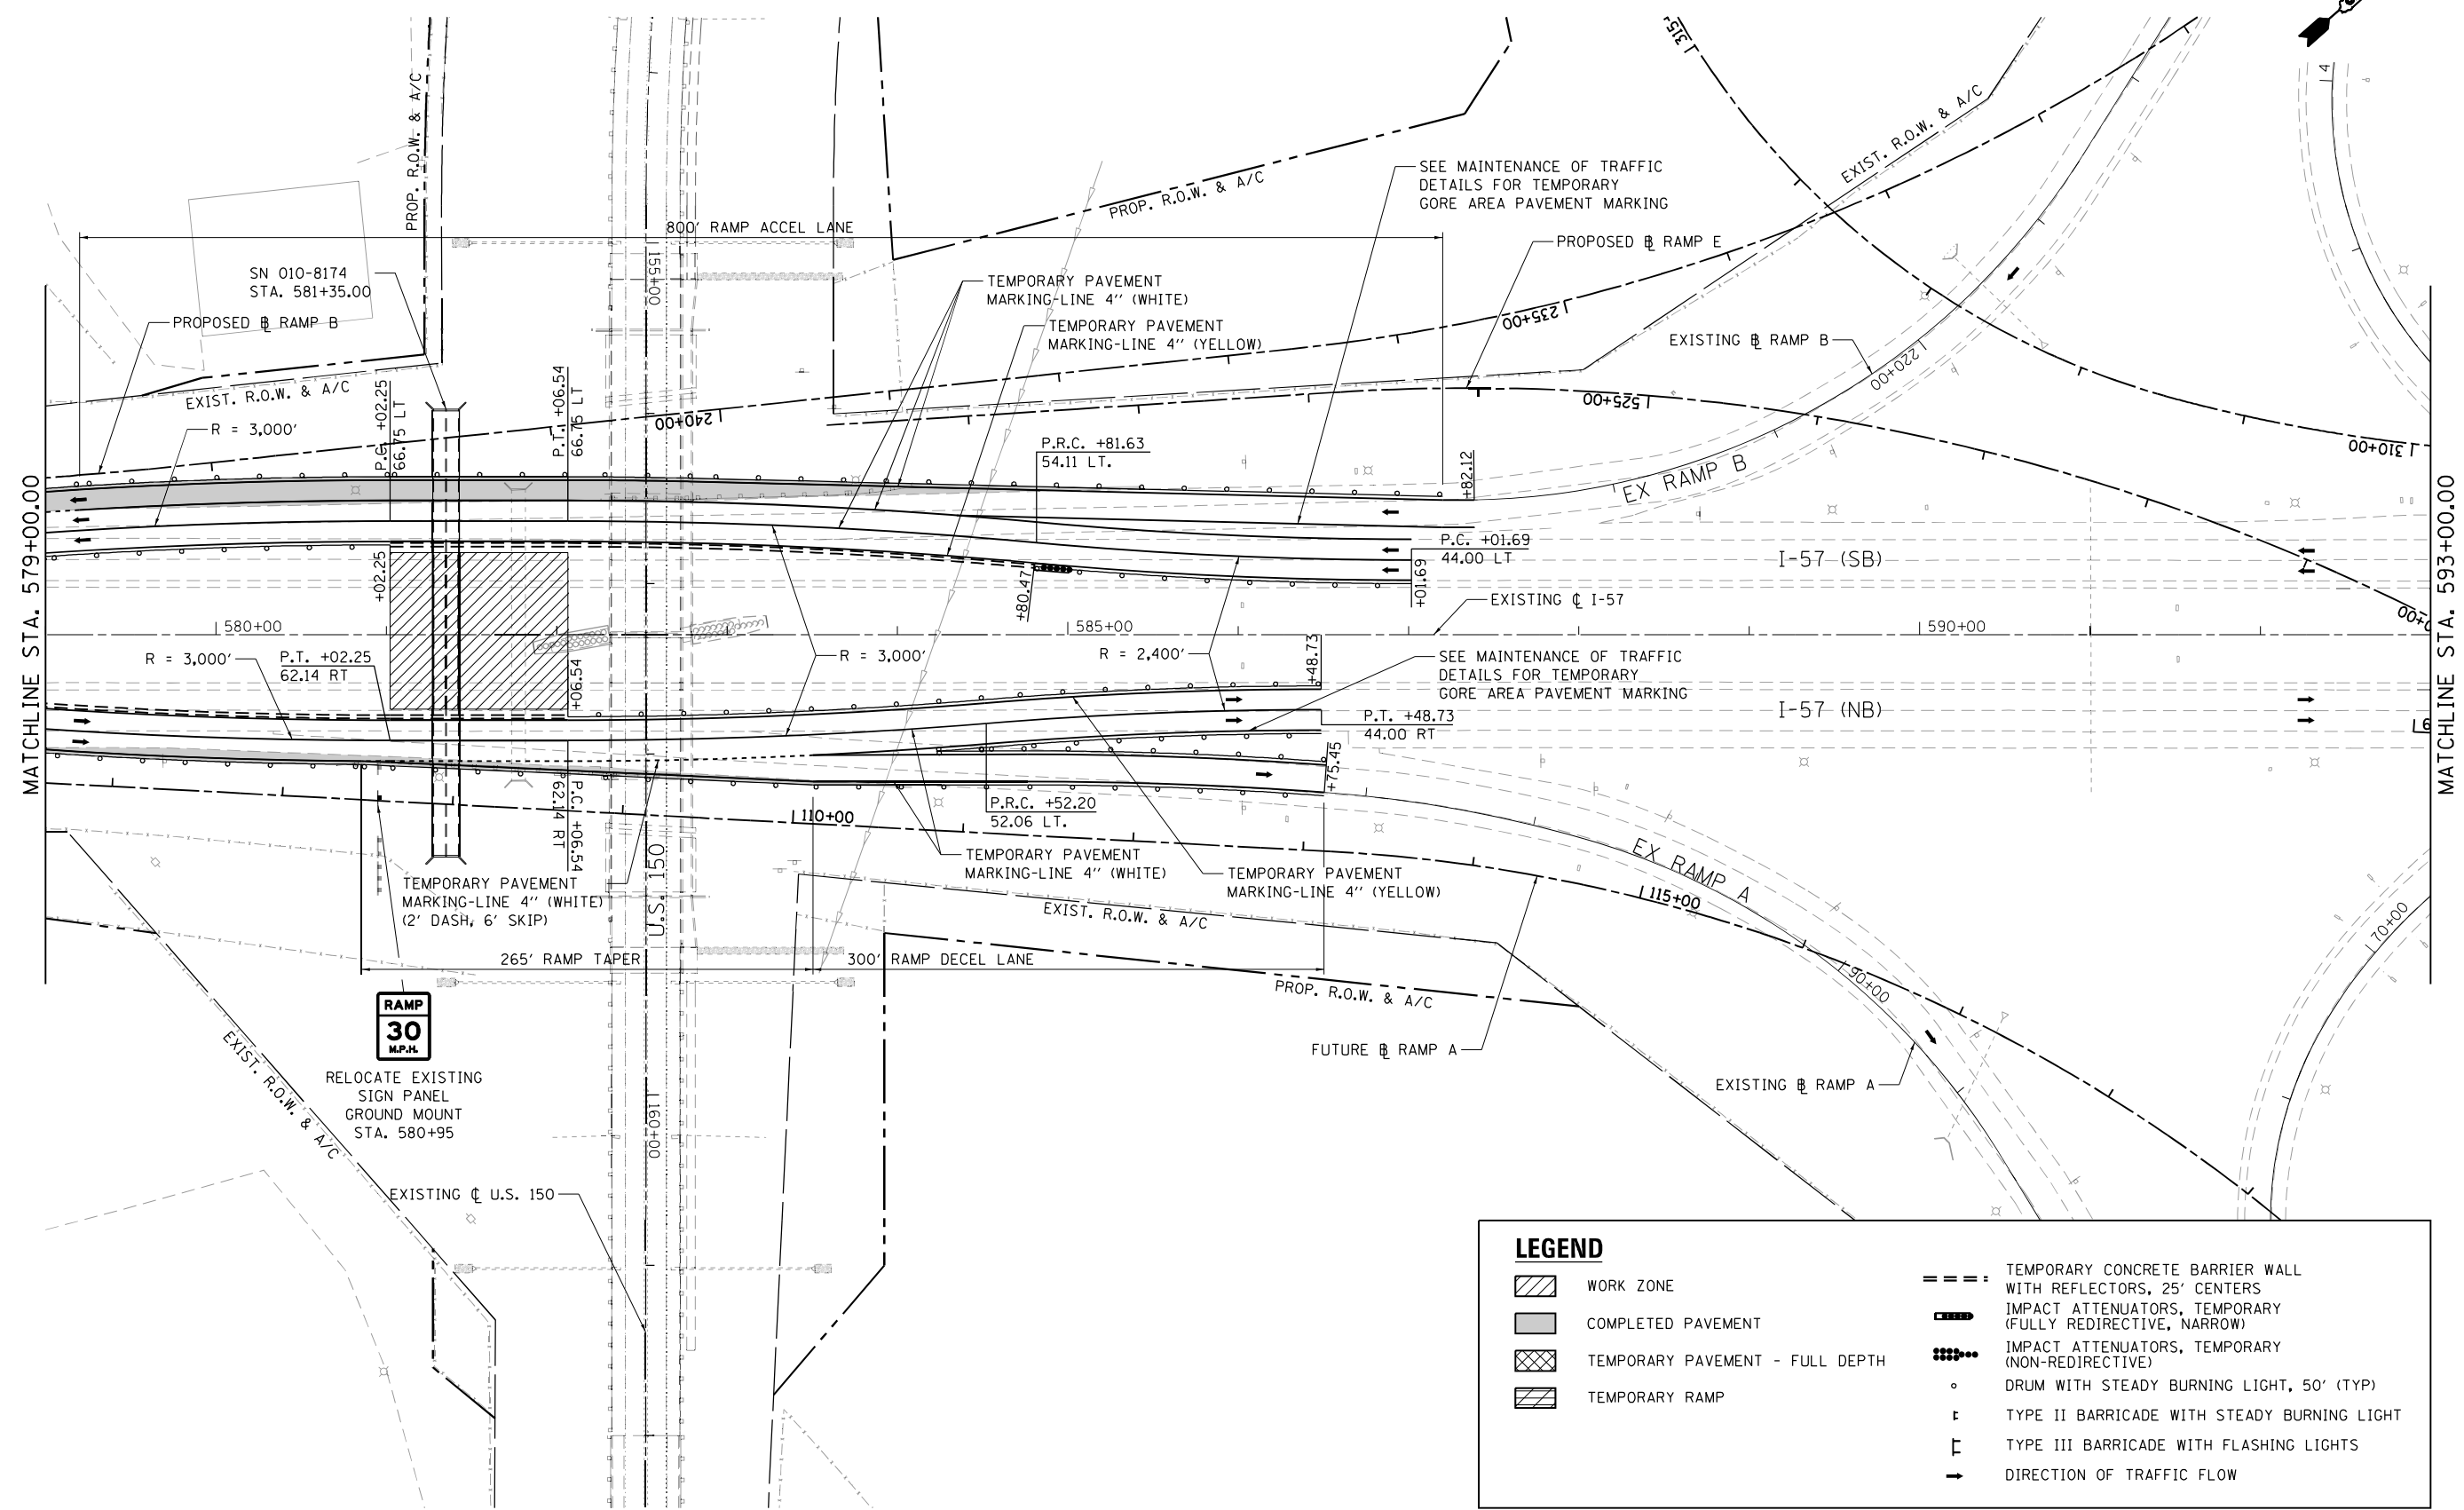 MATCHLINE STA. 579+00.00
MATCHLINE STA. 593+00.00
PROP. R.O.W. & A/C
800' RAMP ACCEL LANE
SN 010-8174
STA. 581+35.00
PROPOSED ℄ RAMP B
EXIST. R.O.W. & A/C
R = 3,000'
P.C. +02.25
66.75 LT
P.T. +06.54
66.75 LT
155+00
240+00
TEMPORARY PAVEMENT
MARKING-LINE 4'' (WHITE)
TEMPORARY PAVEMENT
MARKING-LINE 4'' (YELLOW)
PROP. R.O.W. & A/C
SEE MAINTENANCE OF TRAFFIC
DETAILS FOR TEMPORARY
GORE AREA PAVEMENT MARKING
PROPOSED ℄ RAMP E
235+00
315
EXIST. R.O.W. & A/C
EXISTING ℄ RAMP B
220+00
525+00
310+00
4
P.R.C. +81.63
54.11 LT.
+82.12
EX RAMP B
P.C. +01.69
44.00 LT
+01.69
I-57 (SB)
+02.25
+80.47
EXISTING ℄ I-57
580+00
585+00
590+00
R = 3,000'
P.T. +02.25
62.14 RT
+06.54
R = 3,000'
R = 2,400'
+48.73
SEE MAINTENANCE OF TRAFFIC
DETAILS FOR TEMPORARY
GORE AREA PAVEMENT MARKING
I-57 (NB)
P.T. +48.73
44.00 RT
+75.45
P.C. +06.54
62.14 RT
110+00
P.R.C. +52.20
52.06 LT.
U.S. 150
TEMPORARY PAVEMENT
MARKING-LINE 4'' (WHITE)
(2' DASH, 6' SKIP)
TEMPORARY PAVEMENT
MARKING-LINE 4'' (WHITE)
TEMPORARY PAVEMENT
MARKING-LINE 4'' (YELLOW)
EXIST. R.O.W. & A/C
EX RAMP A
115+00
70+00
265' RAMP TAPER
300' RAMP DECEL LANE
PROP. R.O.W. & A/C
90+00
RAMP
30
M.P.H.
RELOCATE EXISTING
SIGN PANEL
GROUND MOUNT
STA. 580+95
EXIST. R.O.W. & A/C
FUTURE ℄ RAMP A
EXISTING ℄ RAMP A
160+00
EXISTING ℄ U.S. 150
LEGEND
WORK ZONE
COMPLETED PAVEMENT
TEMPORARY PAVEMENT - FULL DEPTH
TEMPORARY RAMP
TEMPORARY CONCRETE BARRIER WALL
WITH REFLECTORS, 25' CENTERS
IMPACT ATTENUATORS, TEMPORARY
(FULLY REDIRECTIVE, NARROW)
IMPACT ATTENUATORS, TEMPORARY
(NON-REDIRECTIVE)
DRUM WITH STEADY BURNING LIGHT, 50' (TYP)
TYPE II BARRICADE WITH STEADY BURNING LIGHT
TYPE III BARRICADE WITH FLASHING LIGHTS
DIRECTION OF TRAFFIC FLOW